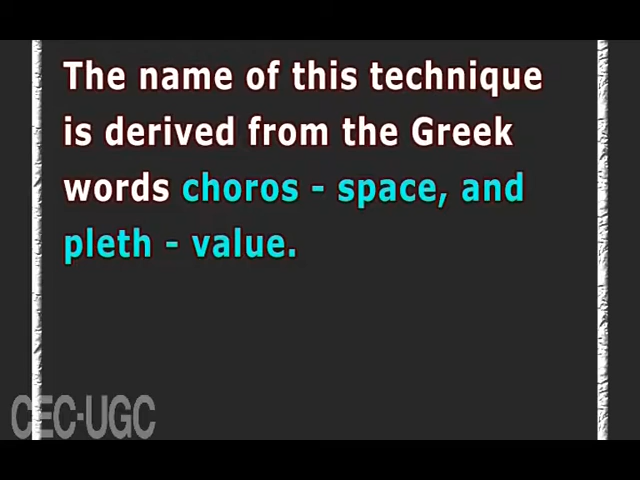 The name of this technique
is derived from the Greek
words choros - space, and
pleth - value.
CEC-UGC